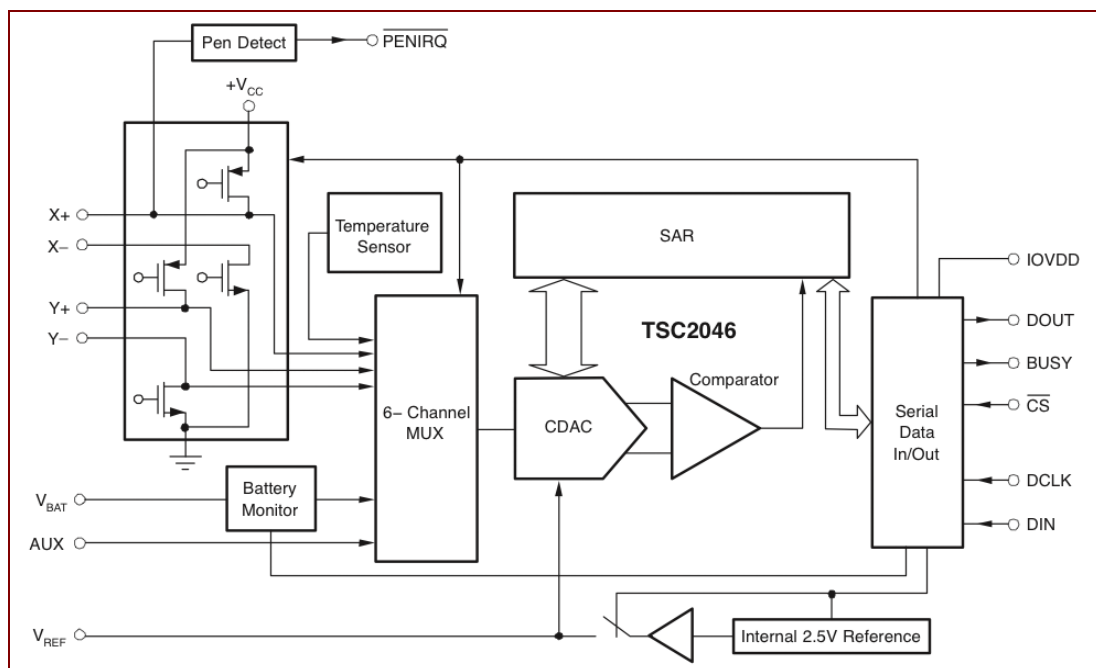 Pen Detect
PENIRQ
+VCC
X+
X−
Y+
Y−
Temperature
Sensor
SAR
TSC2046
6– Channel
MUX
CDAC
Comparator
Serial
Data
In/Out
IOVDD
DOUT
BUSY
CS
DCLK
DIN
VBAT
Battery
Monitor
AUX
VREF
Internal 2.5V Reference